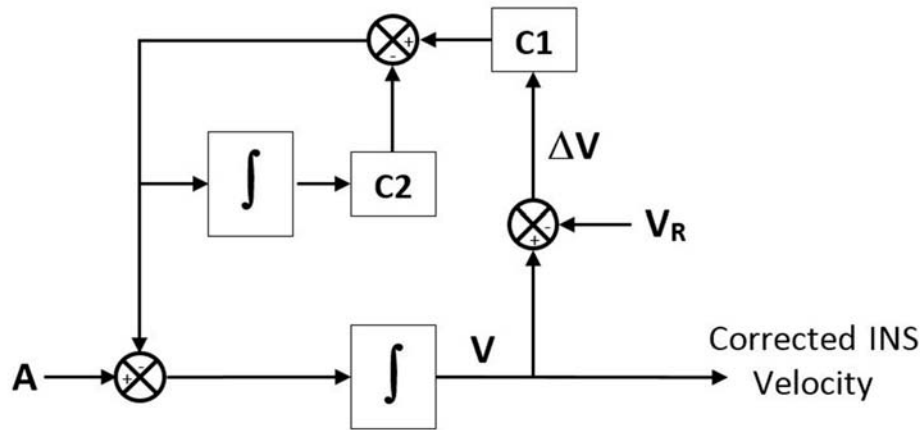 +
-
C1
∫
C2
ΔV
+
-
V_R
A
+
-
∫
V
Corrected INS
Velocity